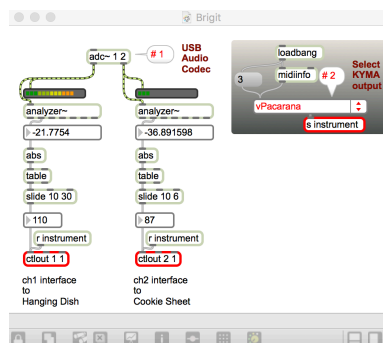 Brigit
adc~ 1 2
# 1
USB
Audio
Codec
analyzer~
-21.7754
abs
table
slide 10 30
110
r instrument
ctlout 1 1
ch1 interface
to
Hanging Dish
analyzer~
-36.891598
abs
table
slide 10 6
87
r instrument
ctlout 2 1
ch2 interface
to
Cookie Sheet
loadbang
3
midiinfo
# 2
Select
KYMA
output
vPacarana
s instrument